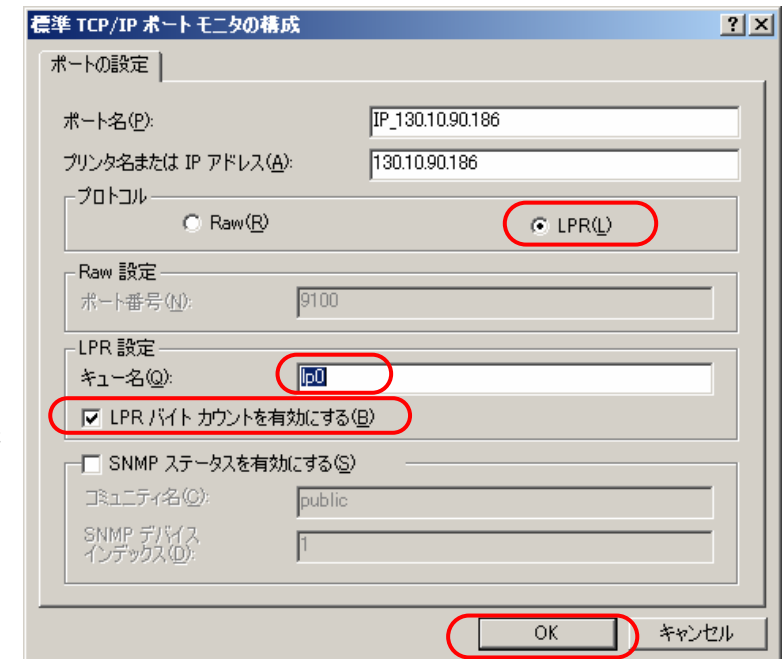 標準 TCP/IP ポート モニタの構成
ポートの設定
ポート名(P): IP_130.10.90.186
プリンタ名または IP アドレス(A): 130.10.90.186
プロトコル
Raw(R) LPR(L)
Raw 設定
ポート番号(N): 9100
LPR 設定
キュー名(Q): lp0
LPR バイト カウントを有効にする(B)
SNMP ステータスを有効にする(S)
コミュニティ名(C): public
SNMP デバイス
インデックス(D): 1
OK キャンセル